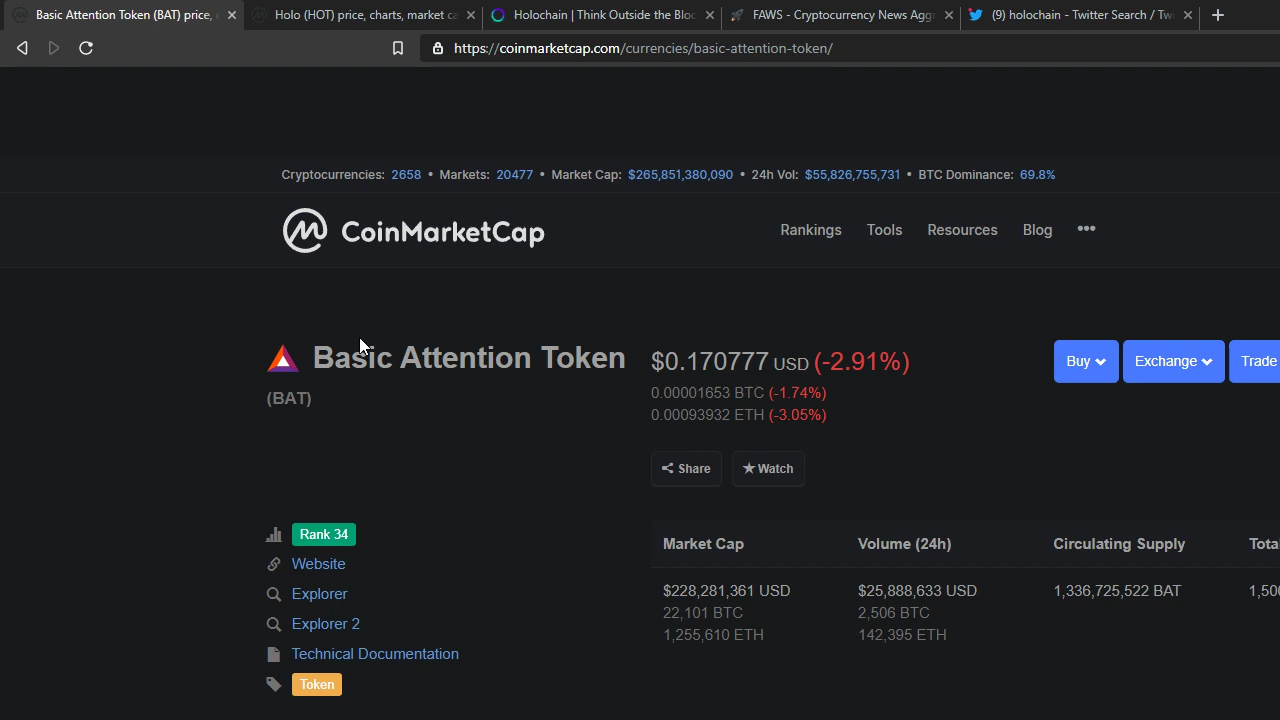 Basic Attention Token (BAT) price,
Holo (HOT) price, charts, market
Holochain | Think Outside the
FAWS - Cryptocurrency News
(9) holochain - Twitter Search /
https://coinmarketcap.com/currencies/basic-attention-token/
Cryptocurrencies: 2658 • Markets: 20477 • Market Cap: $265,851,380,090 • 24h Vol: $55,826,755,731 • BTC Dominance: 69.8%
CoinMarketCap
Rankings Tools Resources Blog •••
Basic Attention Token
(BAT)
$0.170777 USD (-2.91%)
0.00001653 BTC (-1.74%)
0.00093932 ETH (-3.05%)
Buy
Exchange
Trade
Share
Watch
Rank 34
Website
Explorer
Explorer 2
Technical Documentation
Token
Market Cap Volume (24h) Circulating Supply
$228,281,361 USD $25,888,633 USD 1,336,725,522 BAT
22,101 BTC 2,506 BTC
1,255,610 ETH 142,395 ETH